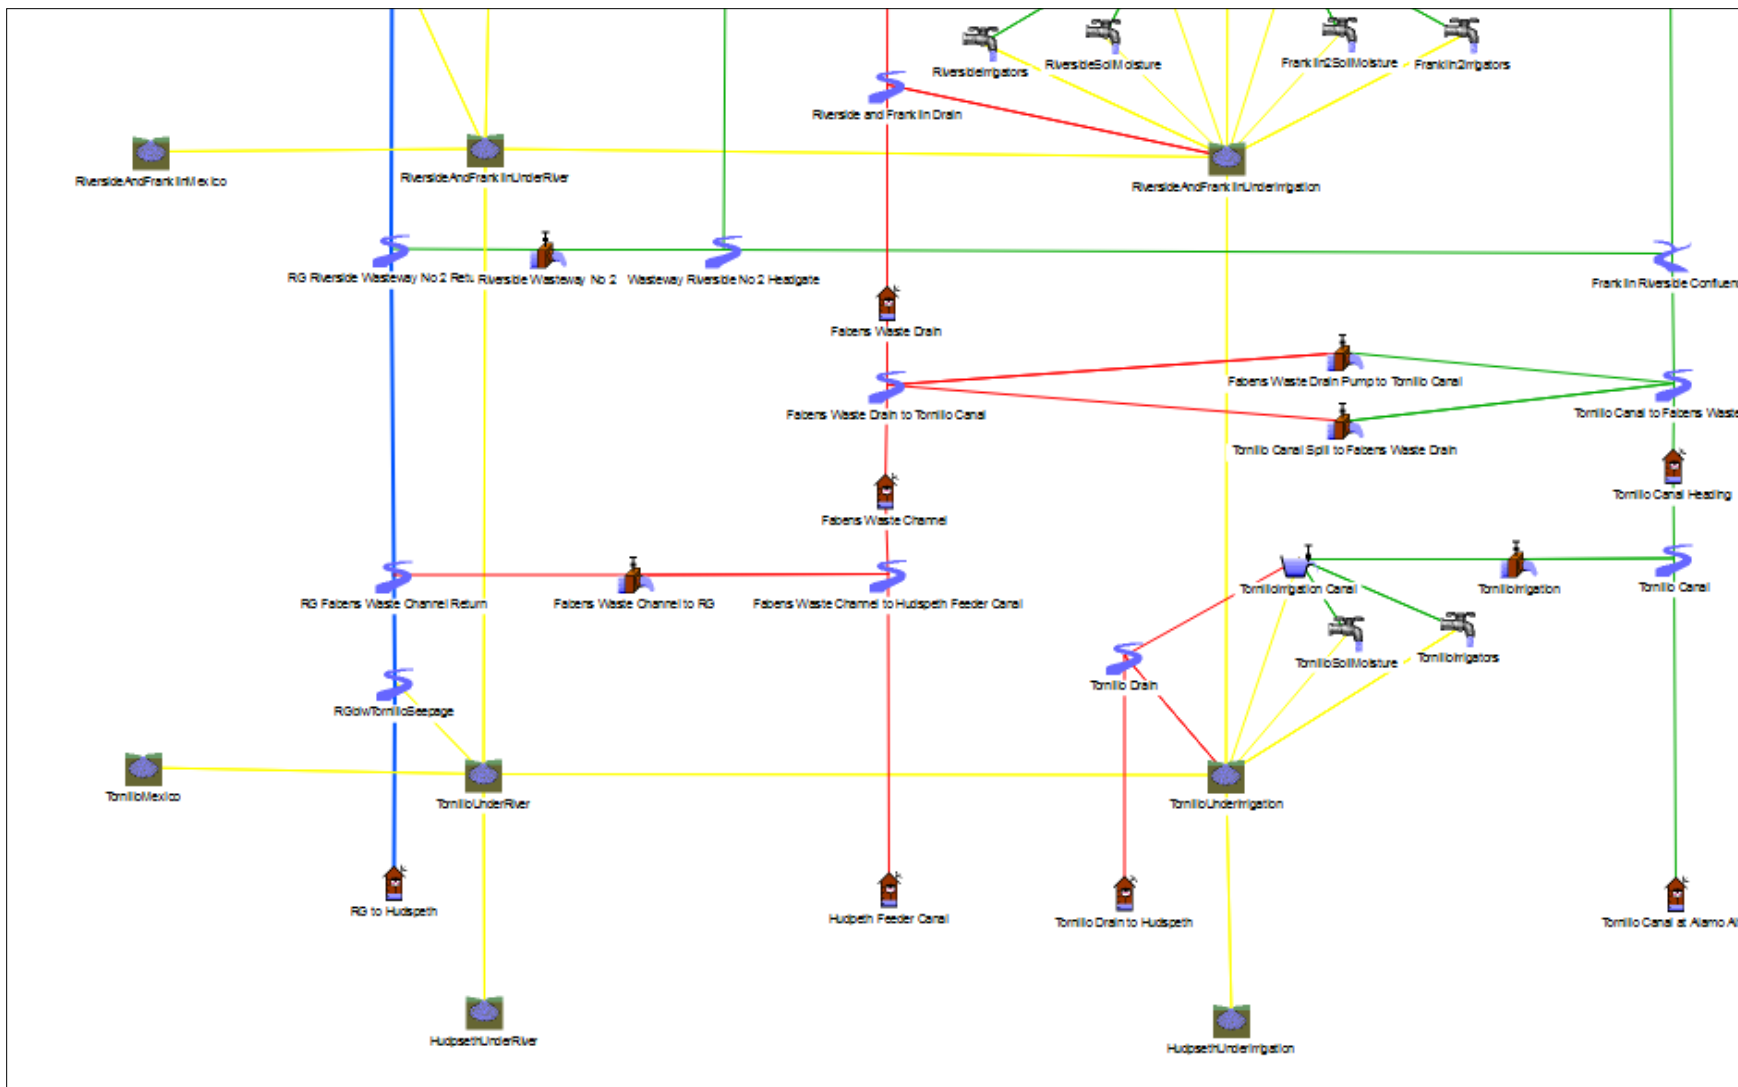 RiversideIrrigators
RiversideSoilMoisture
Franklin2SoilMoisture
Franklin2Irrigators
Riverside and Franklin Drain
RiversideAndFranklinMexico
RiversideAndFranklinUnderRiver
RiversideAndFranklinUnderIrrigation
RG Riverside Wasteway No 2 Retu
Riverside Wasteway No 2
Wasteway Riverside No 2 Headgate
Franklin Riverside Confluen
Fabens Waste Drain
Fabens Waste Drain Pump to Tornillo Canal
Fabens Waste Drain to Tornillo Canal
Tornillo Canal to Fabens Waste
Tornillo Canal Spill to Fabens Waste Drain
Tornillo Canal Heading
Fabens Waste Channel
RG Fabens Waste Channel Return
Fabens Waste Channel to RG
Fabens Waste Channel to Hudspeth Feeder Canal
TornilloIrrigation Canal
TornilloIrrigation
Tornillo Canal
TornilloSoilMoisture
TornilloIrrigators
Tornillo Drain
RGblwTornilloSeepage
TornilloMexico
TornilloUnderRiver
TornilloUnderIrrigation
RG to Hudspeth
Hudpeth Feeder Canal
Tornillo Drain to Hudspeth
Tornillo Canal at Alamo Al
HudpsethUnderRiver
HudpsethUnderIrrigation